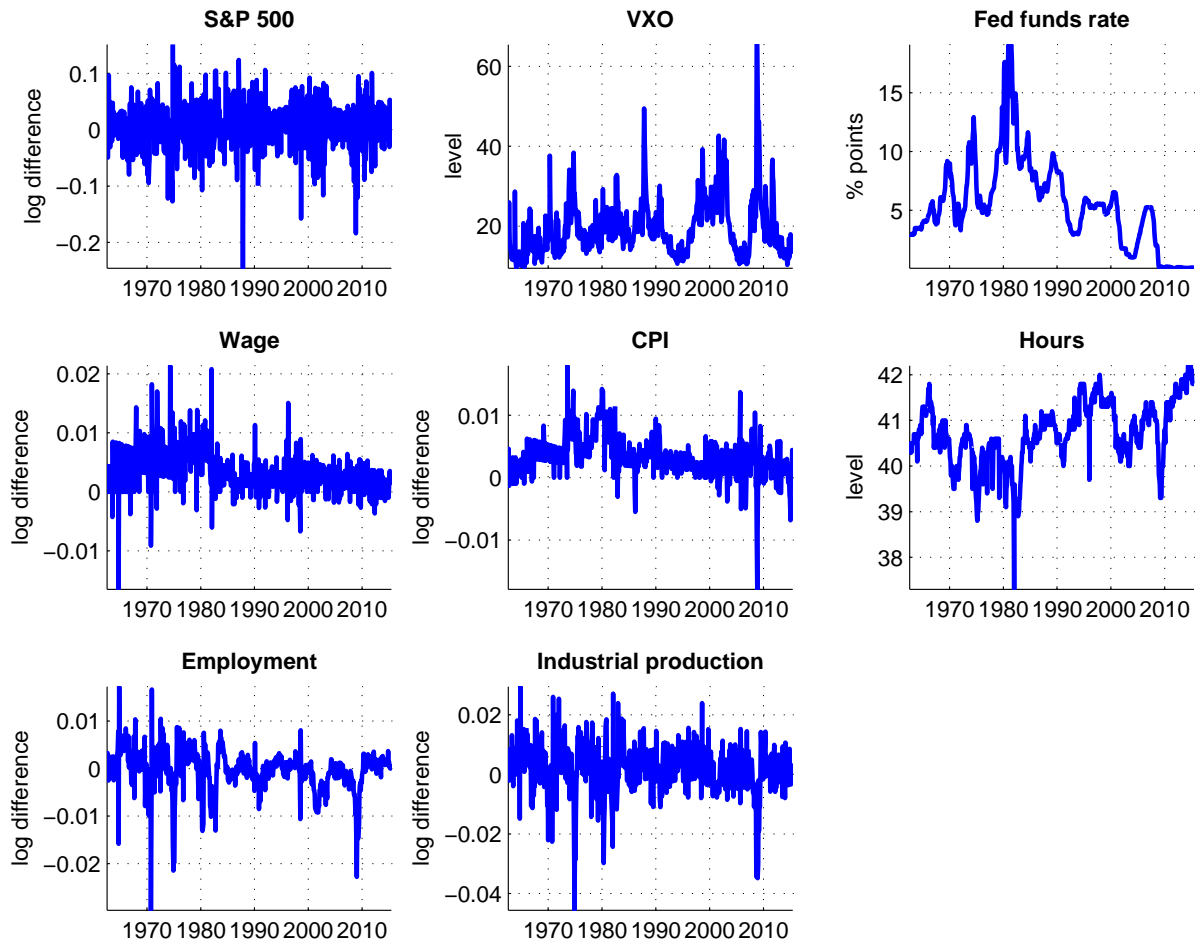 S&P 500
log difference
0.1
0
−0.1
−0.2
1970 1980 1990 2000 2010
VXO
level
60
40
20
1970 1980 1990 2000 2010
Fed funds rate
% points
15
10
5
1970 1980 1990 2000 2010
Wage
log difference
0.02
0.01
0
−0.01
1970 1980 1990 2000 2010
CPI
log difference
0.01
0
−0.01
1970 1980 1990 2000 2010
Hours
level
42
41
40
39
38
1970 1980 1990 2000 2010
Employment
log difference
0.01
0
−0.01
−0.02
1970 1980 1990 2000 2010
Industrial production
log difference
0.02
0
−0.02
−0.04
1970 1980 1990 2000 2010